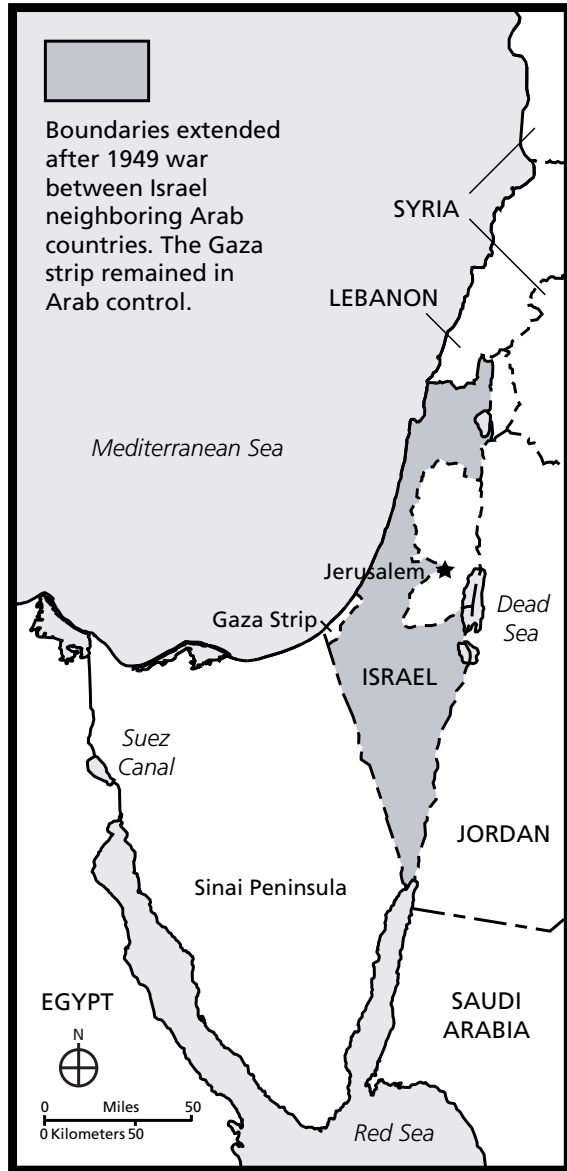 Boundaries extended
after 1949 war
between Israel
neighboring Arab
countries. The Gaza
strip remained in
Arab control.
SYRIA
LEBANON
Mediterranean Sea
Jerusalem
Gaza Strip
Dead
Sea
ISRAEL
Suez
Canal
JORDAN
Sinai Peninsula
EGYPT
SAUDI
ARABIA
N
0 Miles 50
0 Kilometers 50
Red Sea